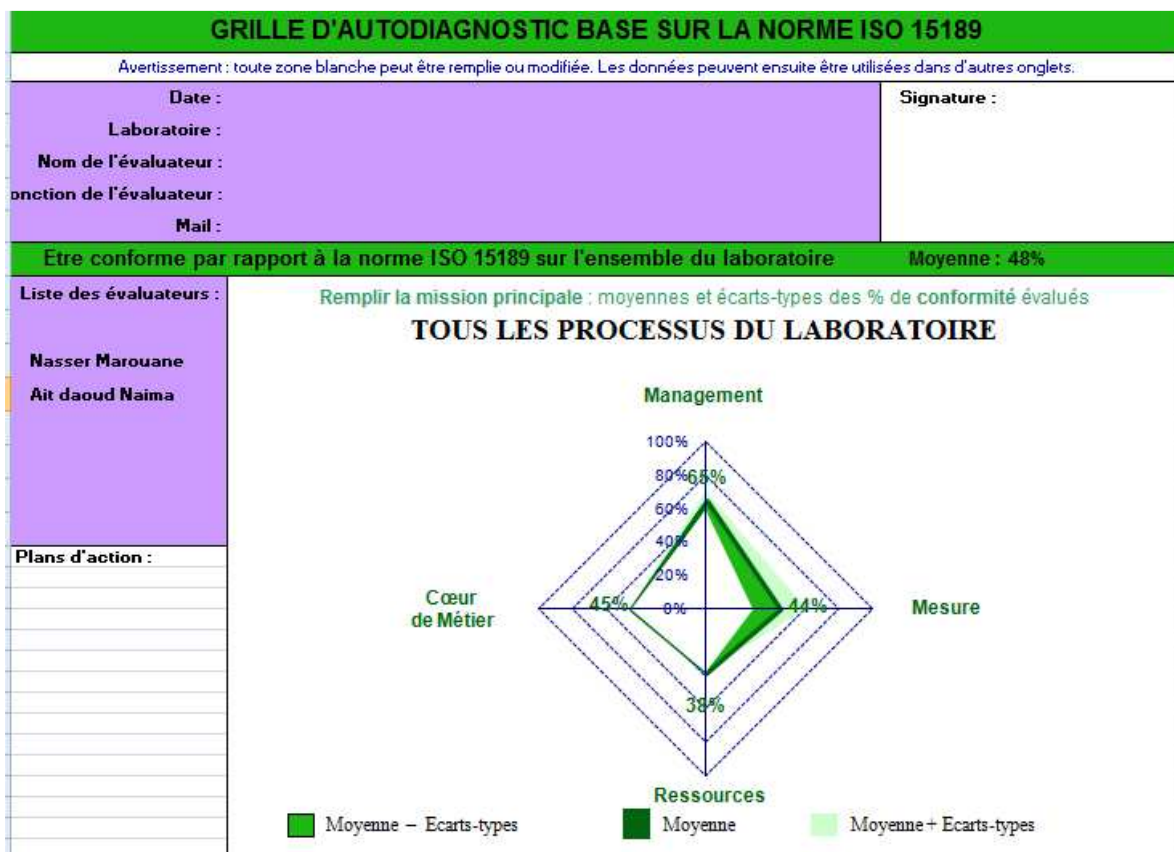 GRILLE D'AUTODIAGNOSTIC BASE SUR LA NORME ISO 15189
Avertissement : toute zone blanche peut être remplie ou modifiée. Les données peuvent ensuite être utilisées dans d'autres onglets.
Date :
Signature :
Laboratoire :
Nom de l'évaluateur :
onction de l'évaluateur :
Mail :
Etre conforme par rapport à la norme ISO 15189 sur l'ensemble du laboratoire Moyenne : 48%
Liste des évaluateurs :
Nasser Marouane
Ait daoud Naima
Plans d'action :
Remplir la mission principale : moyennes et écarts-types des % de conformité évalués
TOUS LES PROCESSUS DU LABORATOIRE
Management
100%
80%
65%
60%
40%
20%
0%
Cœur
de Métier
45%
44%
Mesure
38%
Ressources
Moyenne – Ecarts-types
Moyenne
Moyenne + Ecarts-types